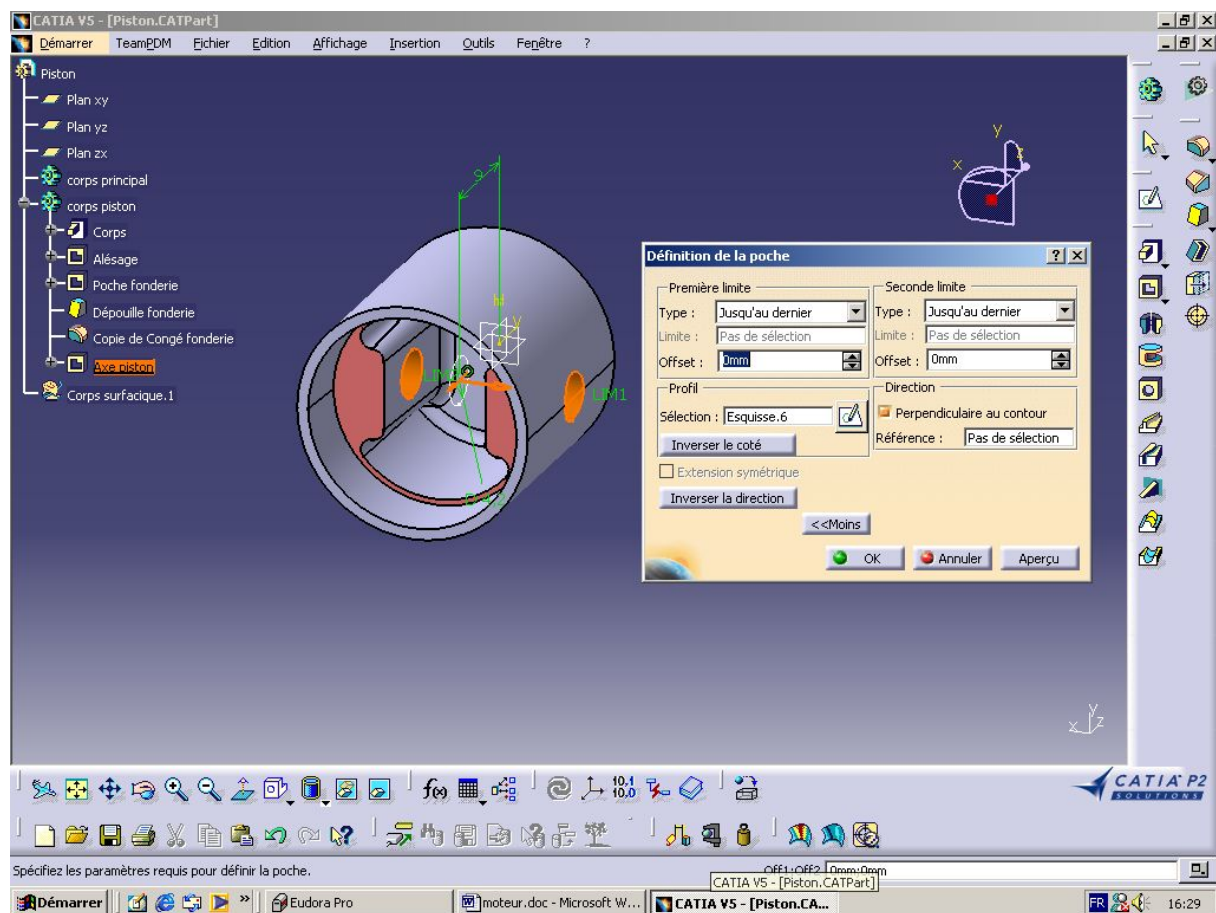 CATIA V5 - [Piston.CATPart]
Démarrer TeamPDM Fichier Edition Affichage Insertion Outils Fenêtre ?
Piston
Plan xy
Plan yz
Plan zx
corps principal
corps piston
Corps
Alésage
Poche fonderie
Dépouille fonderie
Copie de Congé fonderie
Axe piston
Corps surfacique.1
9
LIM1
y
x
z
Définition de la poche
Première limite
Type : Jusqu'au dernier
Limite : Pas de sélection
Offset : 0mm
Seconde limite
Type : Jusqu'au dernier
Limite : Pas de sélection
Offset : 0mm
Profil
Sélection : Esquisse.6
Inverser le coté
Direction
Perpendiculaire au contour
Référence : Pas de sélection
Extension symétrique
Inverser la direction
<<Moins
OK Annuler Aperçu
y
x z
f(x)
10,1
10,0
CATIA P2
SOLUTIONS
Spécifiez les paramètres requis pour définir la poche.
Off1:Off2 0mm;0mm
CATIA V5 - [Piston.CATPart]
Démarrer » Eudora Pro moteur.doc - Microsoft W... CATIA V5 - [Piston.CA... FR 16:29